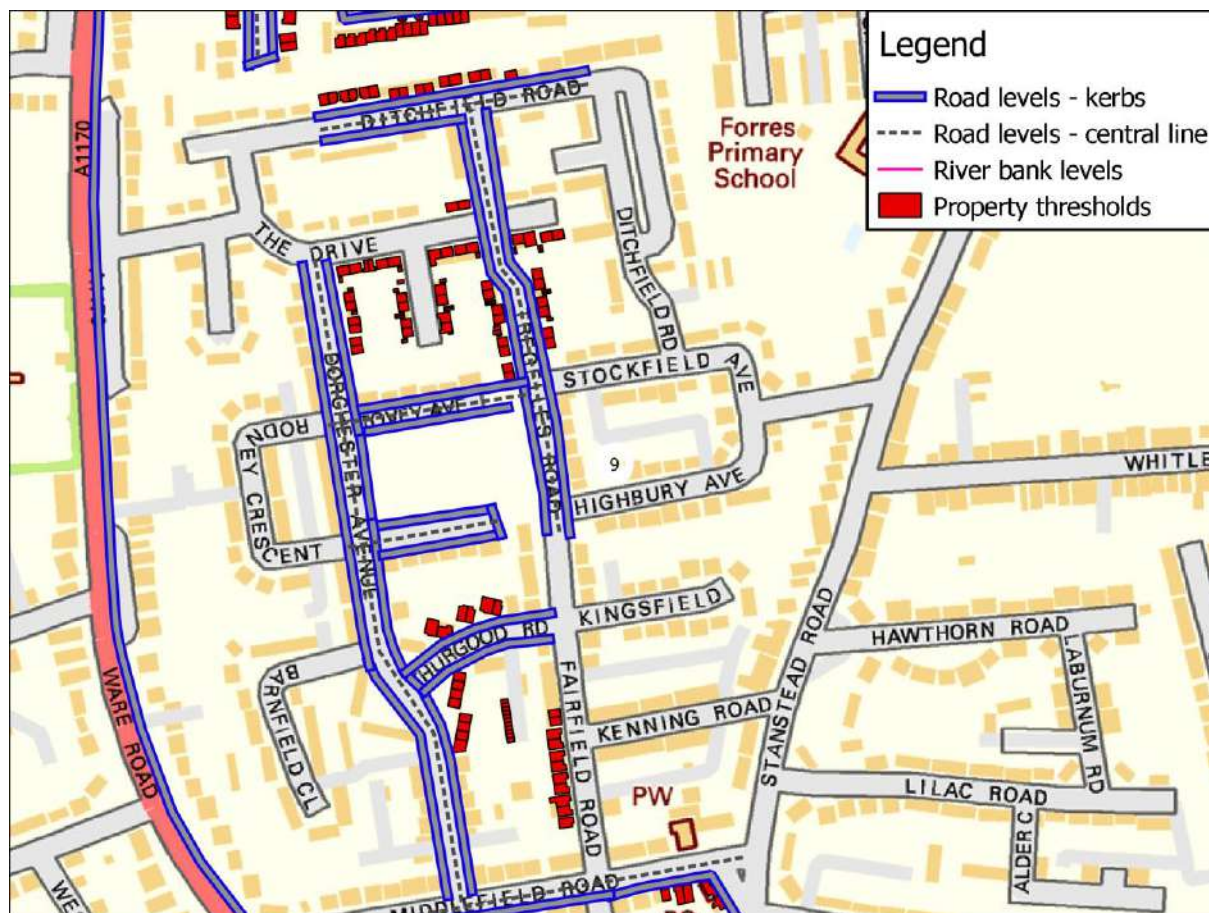 Legend
Road levels - kerbs
Road levels - central line
River bank levels
Property thresholds
A1170
DITCHFIELD ROAD
Forres
Primary
School
THE DRIVE
DITCHFIELD RD
STOCKFIELD AVE
DORCHESTER AVENUE
RODNEY CRESCENT
9
HIGHBURY AVE
WHITLE
KINGSFIELD
HURGOOD RD
HAWTHORN ROAD
LABURNUM RD
STANSTEAD ROAD
BARNFIELD CL
FAIRFIELD ROAD
KENNING ROAD
WARE ROAD
LILAC ROAD
PW
ALDER C
MIDDLEFIELD ROAD
WE